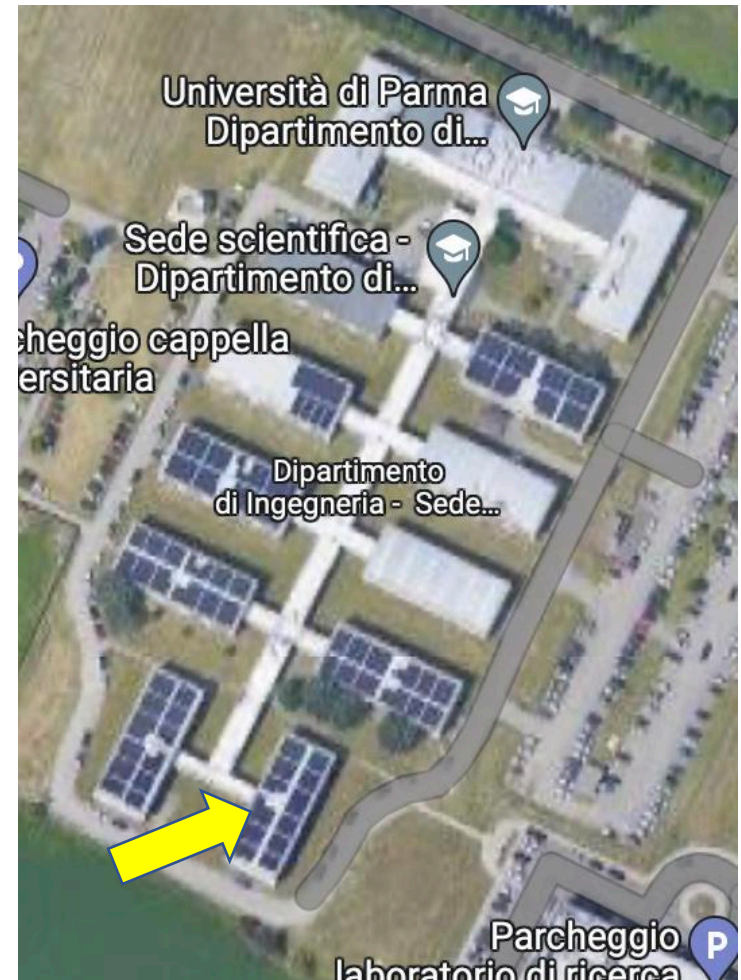 Università di Parma
Dipartimento di...
Sede scientifica -
Dipartimento di...
cheggio cappella
ersitaria
Dipartimento
di Ingegneria - Sede...
Parcheggio
laboratorio di ricerca
P